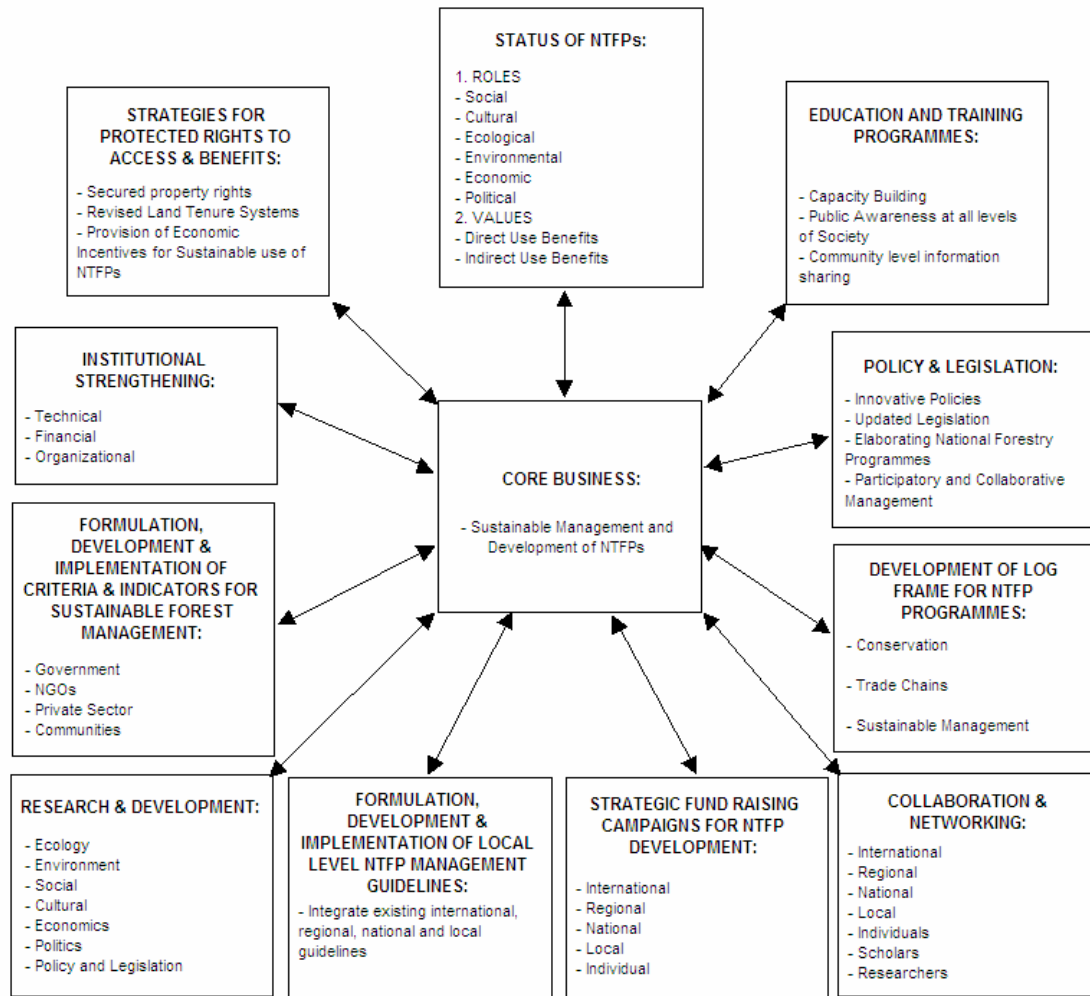 STATUS OF NTFPs:
1. ROLES
- Social
- Cultural
- Ecological
- Environmental
- Economic
- Political
2. VALUES
- Direct Use Benefits
- Indirect Use Benefits
STRATEGIES FOR
PROTECTED RIGHTS TO
ACCESS & BENEFITS:
- Secured property rights
- Revised Land Tenure Systems
- Provision of Economic
Incentives for Sustainable use of
NTFPs
EDUCATION AND TRAINING
PROGRAMMES:
- Capacity Building
- Public Awareness at all levels
of Society
- Community level information
sharing
INSTITUTIONAL
STRENGTHENING:
- Technical
- Financial
- Organizational
POLICY & LEGISLATION:
- Innovative Policies
- Updated Legislation
- Elaborating National Forestry
Programmes
- Participatory and Collaborative
Management
CORE BUSINESS:
- Sustainable Management and
Development of NTFPs
FORMULATION,
DEVELOPMENT &
IMPLEMENTATION OF
CRITERIA & INDICATORS FOR
SUSTAINABLE FOREST
MANAGEMENT:
- Government
- NGOs
- Private Sector
- Communities
DEVELOPMENT OF LOG
FRAME FOR NTFP
PROGRAMMES:
- Conservation
- Trade Chains
- Sustainable Management
RESEARCH & DEVELOPMENT:
- Ecology
- Environment
- Social
- Cultural
- Economics
- Politics
- Policy and Legislation
FORMULATION,
DEVELOPMENT &
IMPLEMENTATION OF LOCAL
LEVEL NTFP MANAGEMENT
GUIDELINES:
- Integrate existing international,
regional, national and local
guidelines
STRATEGIC FUND RAISING
CAMPAIGNS FOR NTFP
DEVELOPMENT:
- International
- Regional
- National
- Local
- Individual
COLLABORATION &
NETWORKING:
- International
- Regional
- National
- Local
- Individuals
- Scholars
- Researchers